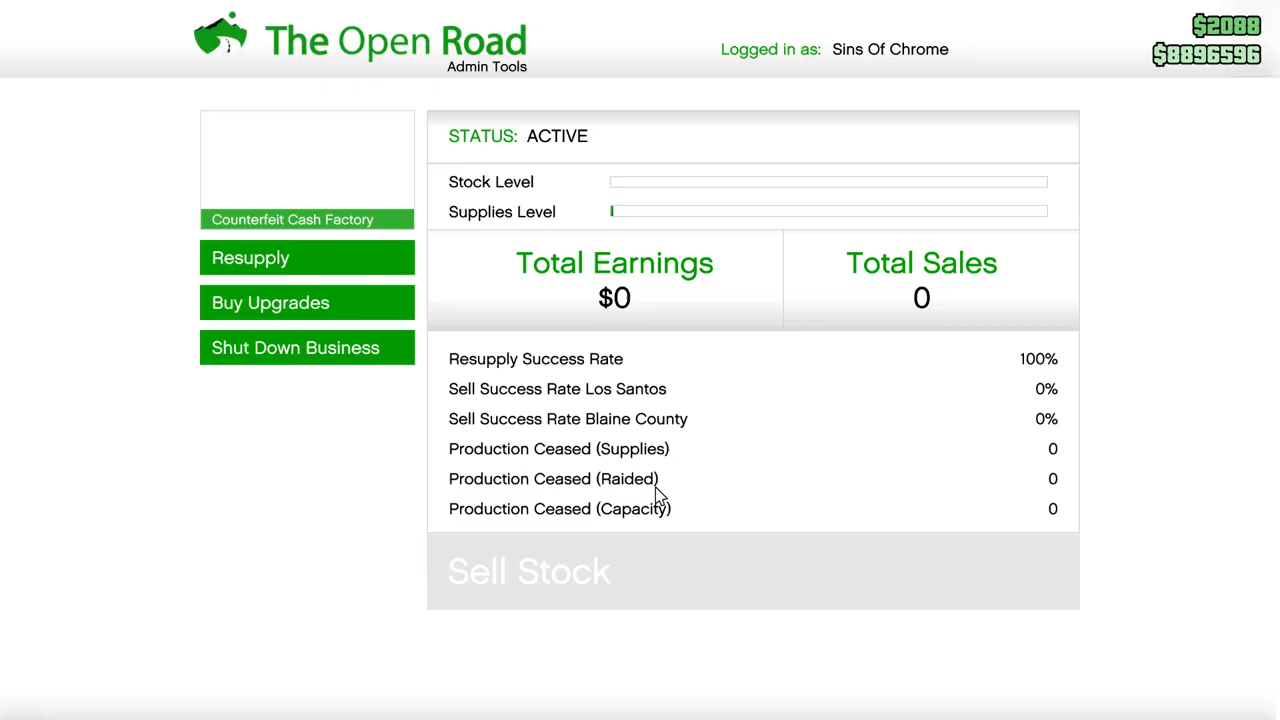 The Open Road
Admin Tools
Logged in as: Sins Of Chrome
$2088
$8896596
Counterfeit Cash Factory
Resupply
Buy Upgrades
Shut Down Business
STATUS: ACTIVE
Stock Level
Supplies Level
Total Earnings
$0
Total Sales
0
Resupply Success Rate 100%
Sell Success Rate Los Santos 0%
Sell Success Rate Blaine County 0%
Production Ceased (Supplies) 0
Production Ceased (Raided) 0
Production Ceased (Capacity) 0
Sell Stock